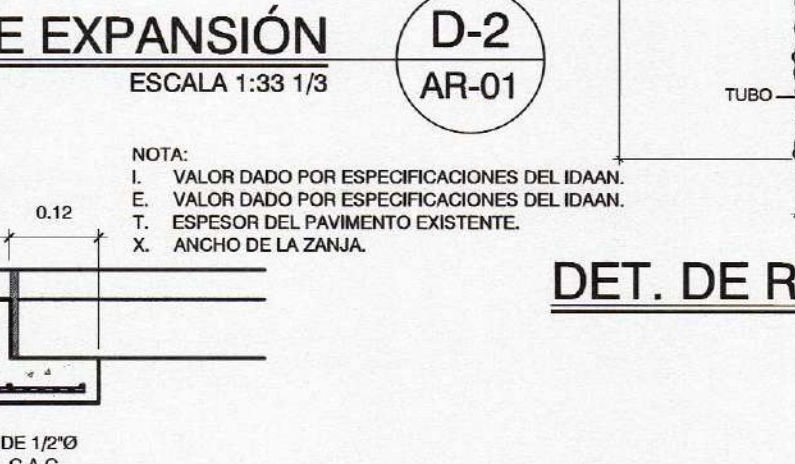 E EXPANSIÓN
ESCALA 1:33 1/3
D-2
AR-01
TUBO
NOTA:
I. VALOR DADO POR ESPECIFICACIONES DEL IDAAN.
E. VALOR DADO POR ESPECIFICACIONES DEL IDAAN.
T. ESPESOR DEL PAVIMENTO EXISTENTE.
X. ANCHO DE LA ZANJA.
0.12
DET. DE R
DE 1/2"Ø